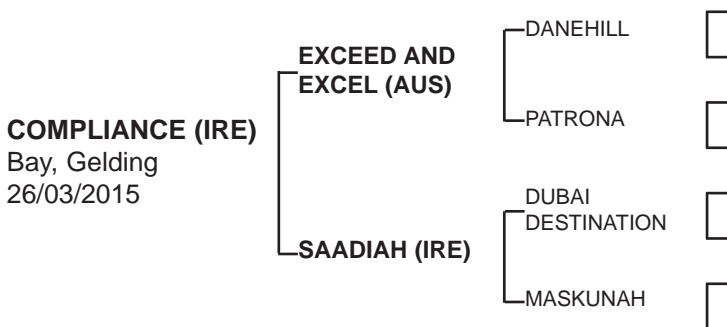 COMPLIANCE (IRE)
Bay, Gelding
26/03/2015
EXCEED AND
EXCEL (AUS)
SAADIAH (IRE)
DANEHILL
PATRONA
DUBAI
DESTINATION
MASKUNAH